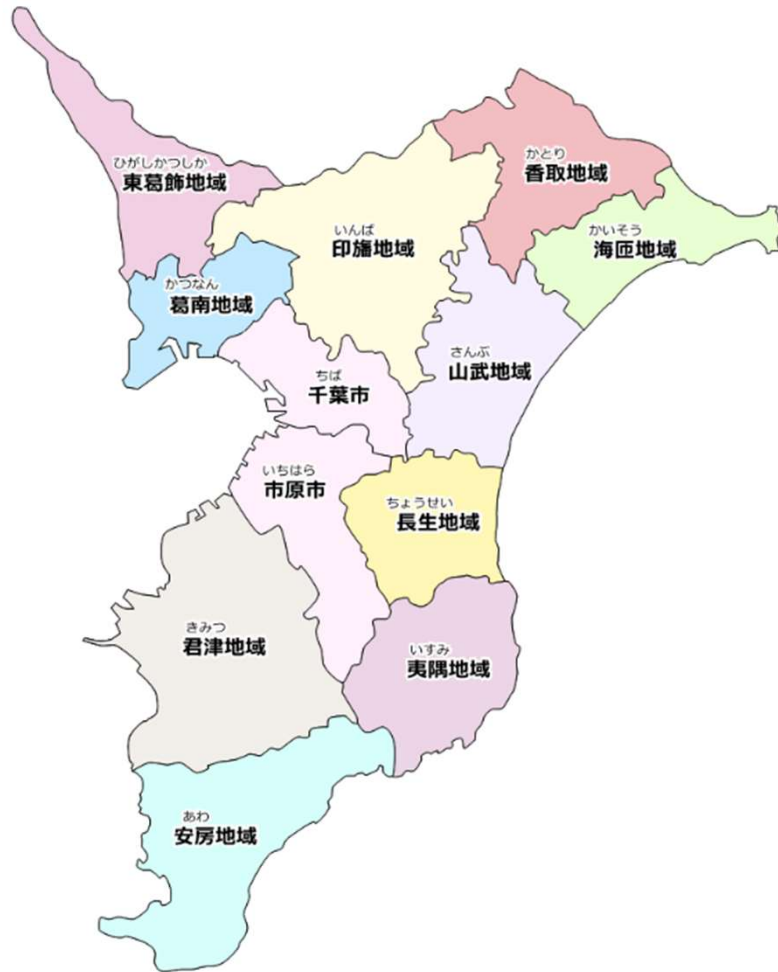 ひがしかつしか
東葛飾地域
かとり
香取地域
いんば
印旛地域
かいそう
海匝地域
かつなん
葛南地域
さんぶ
山武地域
ちば
千葉市
いちはら
市原市
ちょうせい
長生地域
きみつ
君津地域
いすみ
夷隅地域
あわ
安房地域